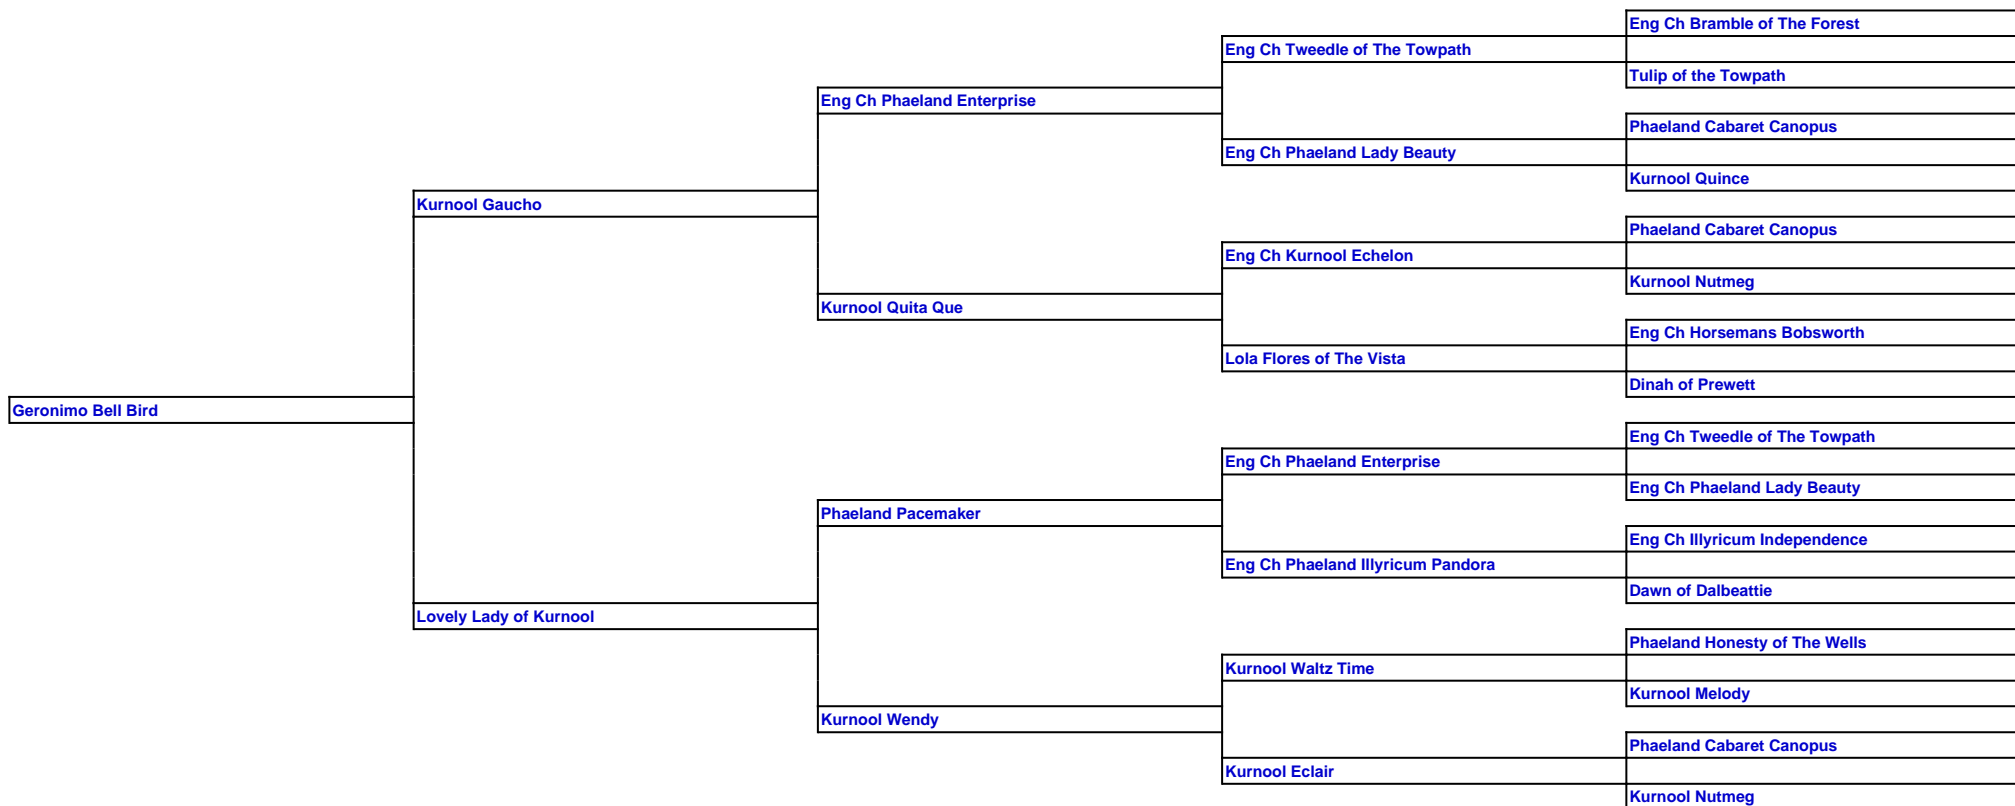 Eng Ch Bramble of The Forest
Eng Ch Tweedle of The Towpath
Tulip of the Towpath
Eng Ch Phaeland Enterprise
Phaeland Cabaret Canopus
Eng Ch Phaeland Lady Beauty
Kurnool Quince
Kurnool Gaucho
Phaeland Cabaret Canopus
Eng Ch Kurnool Echelon
Kurnool Nutmeg
Kurnool Quita Que
Eng Ch Horsemans Bobsworth
Lola Flores of The Vista
Dinah of Prewett
Geronimo Bell Bird
Eng Ch Tweedle of The Towpath
Eng Ch Phaeland Enterprise
Eng Ch Phaeland Lady Beauty
Phaeland Pacemaker
Eng Ch Illyricum Independence
Eng Ch Phaeland Illyricum Pandora
Dawn of Dalbeattie
Lovely Lady of Kurnool
Phaeland Honesty of The Wells
Kurnool Waltz Time
Kurnool Melody
Kurnool Wendy
Phaeland Cabaret Canopus
Kurnool Eclair
Kurnool Nutmeg